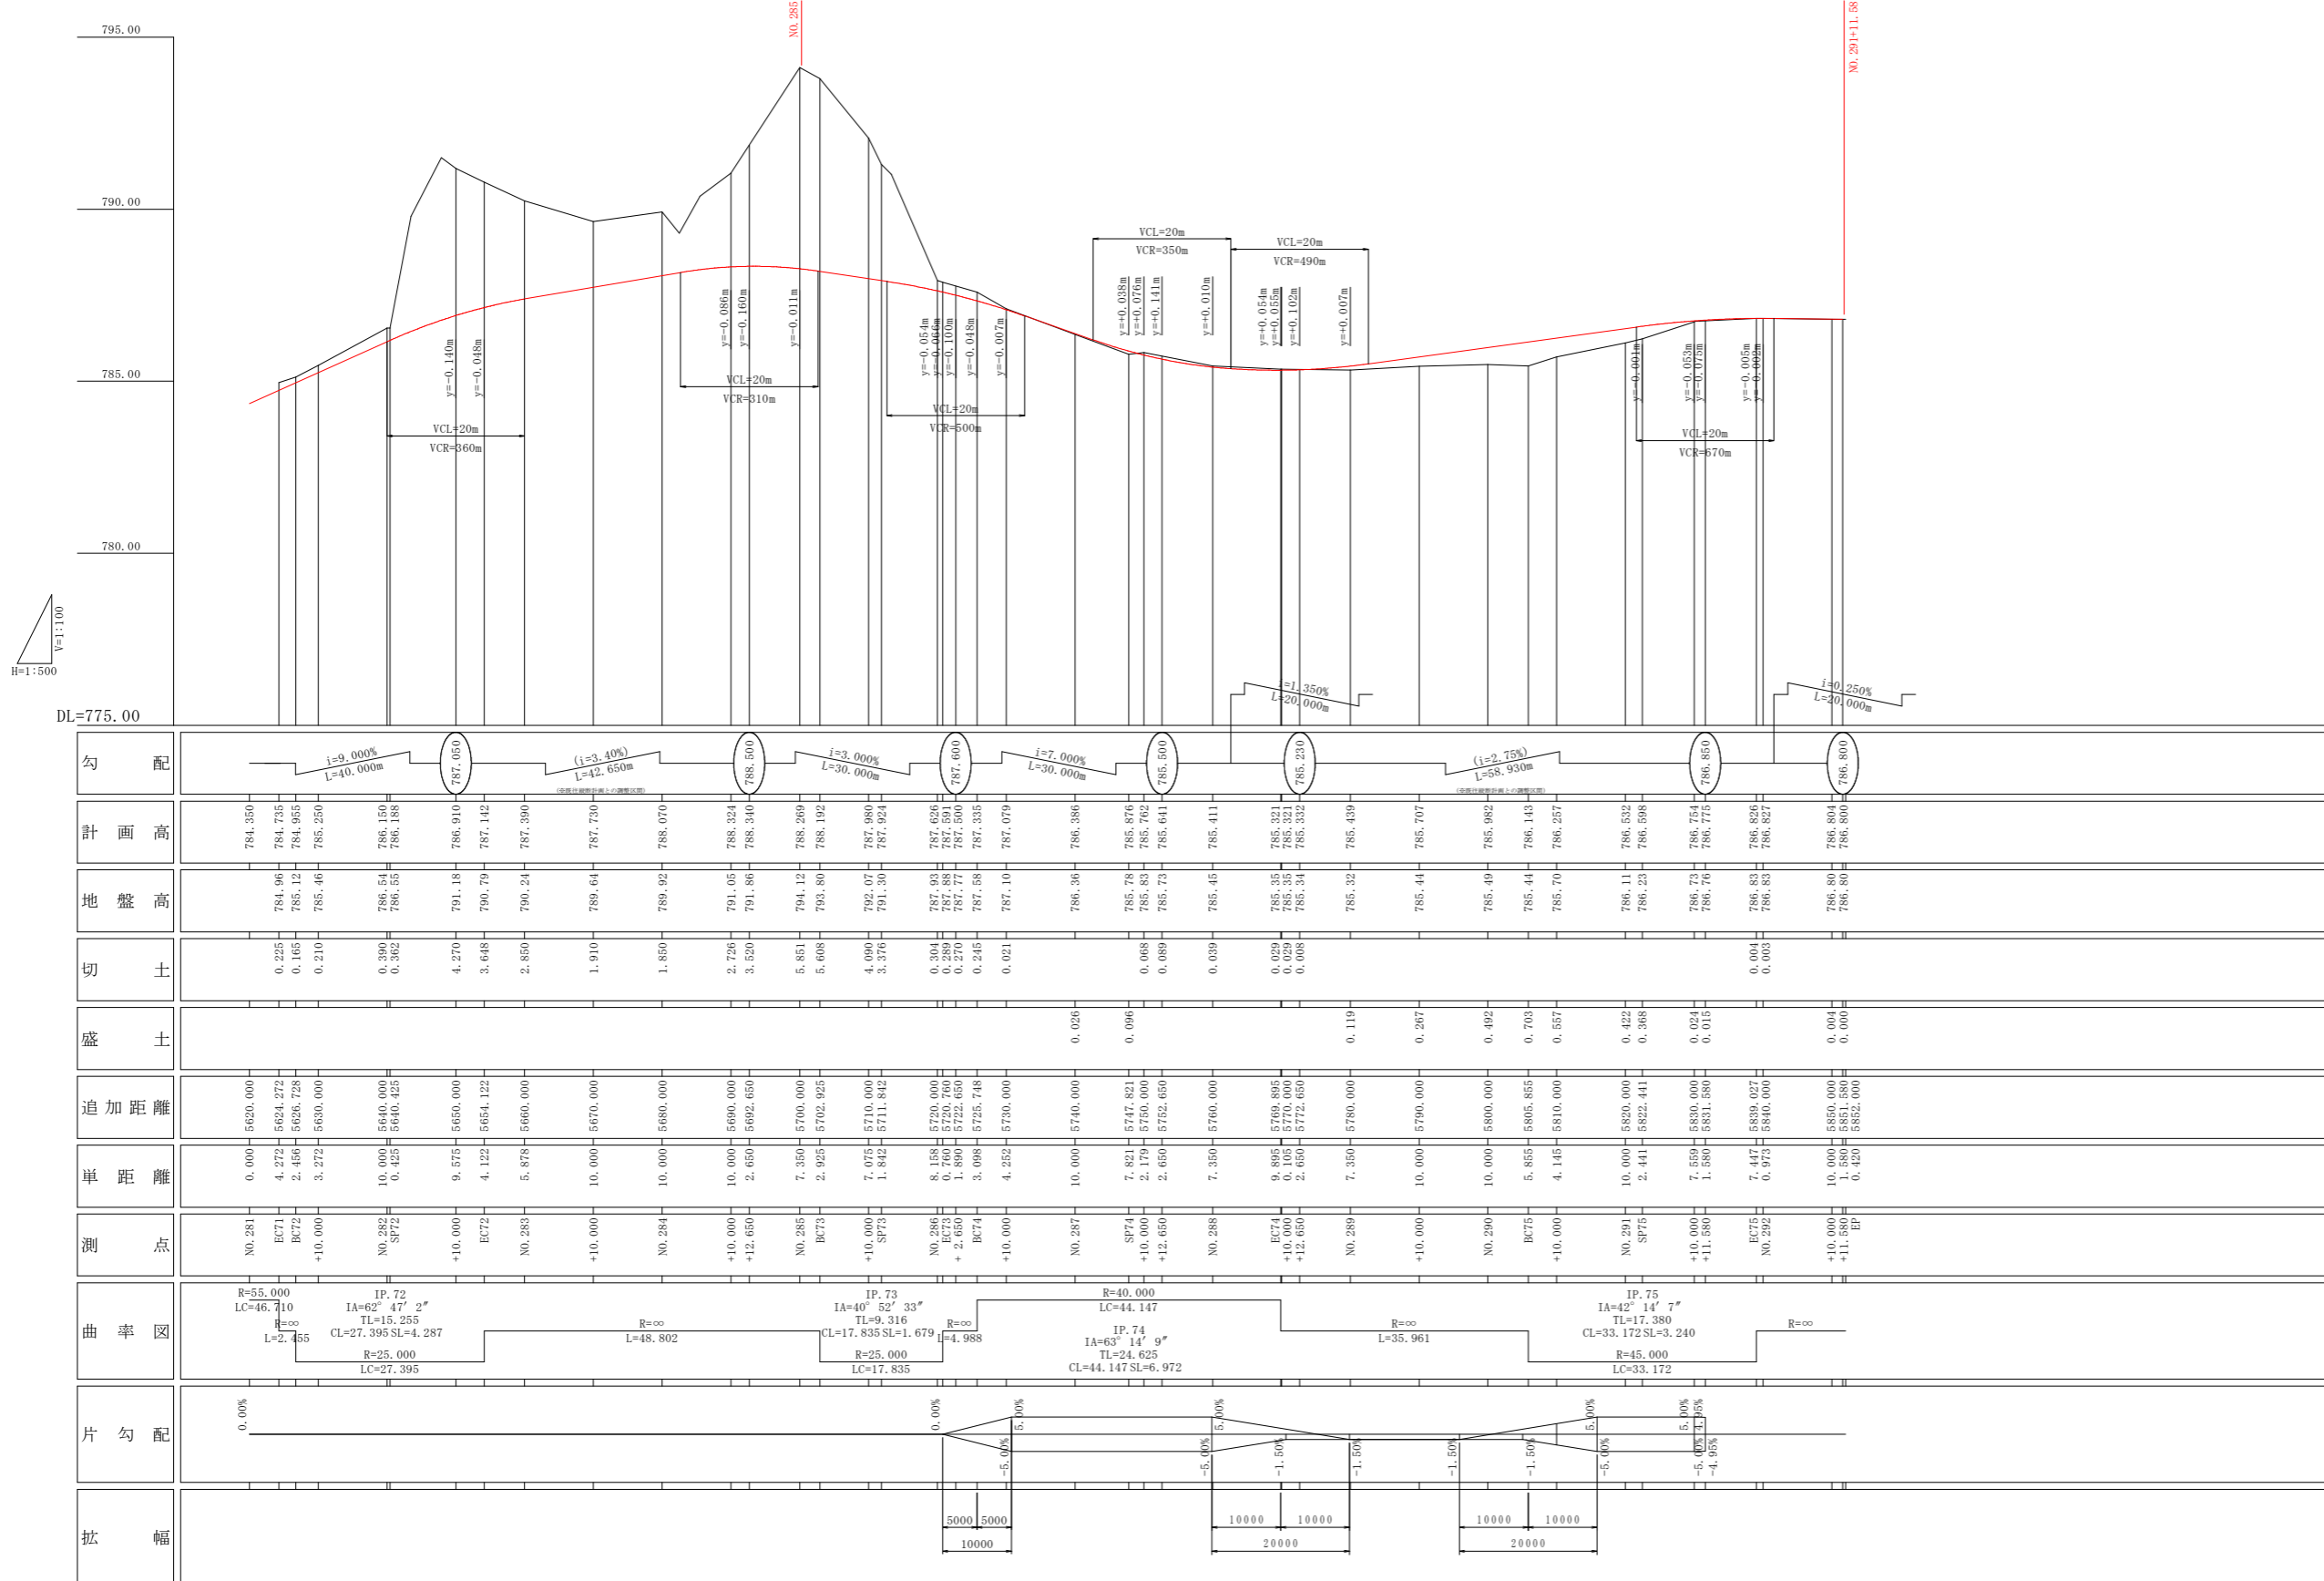 NO.285
NO.291+11.58
795.00
790.00
785.00
780.00
DL=775.00
V=1:100
H=1:500
y=-0.140m
y=-0.048m
VCL=20m
VCR=360m
y=-0.086m
y=-0.160m
y=-0.011m
VCL=20m
VCR=310m
y=-0.054m
y=-0.066m
y=-0.100m
y=-0.048m
y=-0.007m
VCL=20m
VCR=500m
VCL=20m
VCR=350m
y=+0.038m
y=+0.076m
y=+0.141m
y=+0.010m
VCL=20m
VCR=490m
y=+0.054m
y=+0.055m
y=+0.102m
y=+0.007m
y=-0.001m
y=-0.053m
y=-0.075m
y=-0.005m
y=-0.002m
VCL=20m
VCR=670m
i=1.350%
L=20.000m
i=0.250%
L=20.000m
勾 配
i=9.000%
L=40.000m
787.050
(i=3.40%)
L=42.650m
788.500
i=3.000%
L=30.000m
787.600
i=7.000%
L=30.000m
785.500
785.230
(i=2.75%)
L=58.930m
786.850
786.800
計 画 高
784.350 784.735 784.955 785.250 786.150 786.188 786.910 787.142 787.390 787.730 788.070 788.324 788.340 788.269 788.192 787.980 787.924 787.626 787.591 787.500 787.335 787.079 786.386 785.876 785.762 785.641 785.411 785.321 785.321 785.332 785.439 785.707 785.982 786.143 786.257 786.532 786.598 786.754 786.775 786.826 786.827 786.804 786.800
地 盤 高
784.96 785.12 785.46 786.54 786.55 791.18 790.79 790.24 789.64 789.92 791.05 791.86 794.12 793.80 792.07 791.30 787.93 787.88 787.77 787.58 787.10 786.36 785.78 785.83 785.73 785.45 785.35 785.35 785.34 785.32 785.44 785.49 785.44 785.70 786.11 786.23 786.73 786.76 786.83 786.83 786.80 786.80
切 土
0.225 0.165 0.210 0.390 0.362 4.270 3.648 2.850 1.910 1.850 2.726 3.520 5.851 5.608 4.090 3.376 0.304 0.289 0.270 0.245 0.021 0.068 0.089 0.039 0.029 0.029 0.008 0.004 0.003
盛 土
0.026 0.096 0.119 0.267 0.492 0.703 0.557 0.422 0.368 0.024 0.015 0.004 0.000
追 加 距 離
5620.000 5624.272 5626.728 5630.000 5640.000 5640.425 5650.000 5654.122 5660.000 5670.000 5680.000 5690.000 5692.650 5700.000 5702.925 5710.000 5711.842 5720.000 5720.760 5722.650 5725.748 5730.000 5740.000 5747.821 5750.000 5752.650 5760.000 5769.895 5770.000 5772.650 5780.000 5790.000 5800.000 5805.855 5810.000 5820.000 5822.441 5830.000 5831.580 5839.027 5840.000 5850.000 5851.580 5852.000
単 距 離
0.000 4.272 2.456 3.272 10.000 0.425 9.575 4.122 5.878 10.000 10.000 10.000 2.650 7.350 2.925 7.075 1.842 8.158 0.760 1.890 3.098 4.252 10.000 7.821 2.179 2.650 7.350 9.895 0.105 2.650 7.350 10.000 10.000 5.855 4.145 10.000 2.441 7.559 1.580 7.447 0.973 10.000 1.580 0.420
測 点
NO.281 EC71 BC72 +10.000 NO.282 SP72 +10.000 EC72 NO.283 +10.000 NO.284 +10.000 +12.650 NO.285 BC73 +10.000 SP73 NO.286 EC73 + 2.650 BC74 +10.000 NO.287 SP74 +10.000 +12.650 NO.288 EC74 +10.000 +12.650 NO.289 +10.000 NO.290 BC75 +10.000 NO.291 SP75 +10.000 +11.580 EC75 NO.292 +10.000 +11.580 EP
曲 率 図
R=55.000
LC=46.710
R=∞
L=2.455
IP.72
IA=62° 47′ 2″
TL=15.255
CL=27.395 SL=4.287
R=25.000
LC=27.395
R=∞
L=48.802
IP.73
IA=40° 52′ 33″
TL=9.316
CL=17.835 SL=1.679
R=25.000
LC=17.835
R=∞
L=4.988
R=40.000
LC=44.147
IP.74
IA=63° 14′ 9″
TL=24.625
CL=44.147 SL=6.972
R=∞
L=35.961
IP.75
IA=42° 14′ 7″
TL=17.380
CL=33.172 SL=3.240
R=45.000
LC=33.172
R=∞
片 勾 配
0.00% 0.00% 5.00% 5.00% 5.00% 5.00% 4.95%
-5.00% -5.00% -1.50% -1.50% -1.50% -1.50% -5.00% -5.00% -4.95%
拡 幅
5000 5000
10000
10000 10000
20000
10000 10000
20000